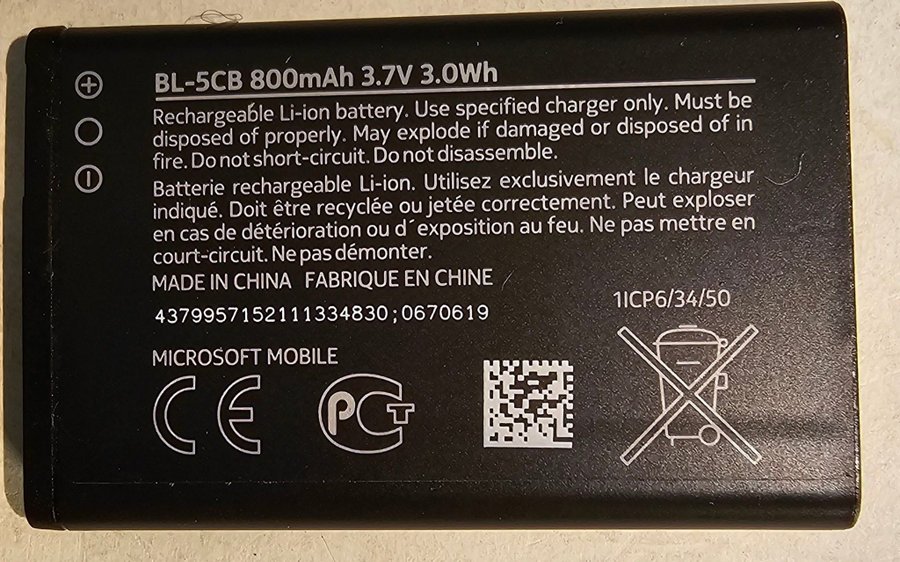 BL-5CB 800mAh 3.7V 3.0Wh
Rechargeable Li-ion battery. Use specified charger only. Must be
disposed of properly. May explode if damaged or disposed of in
fire. Do not short-circuit. Do not disassemble.
Batterie rechargeable Li-ion. Utilisez exclusivement le chargeur
indiqué. Doit être recyclée ou jetée correctement. Peut exploser
en cas de détérioration ou d´exposition au feu. Ne pas mettre en
court-circuit. Ne pas démonter.
MADE IN CHINA FABRIQUE EN CHINE
4379957152111334830;0670619
1ICP6/34/50
MICROSOFT MOBILE
CE PCT